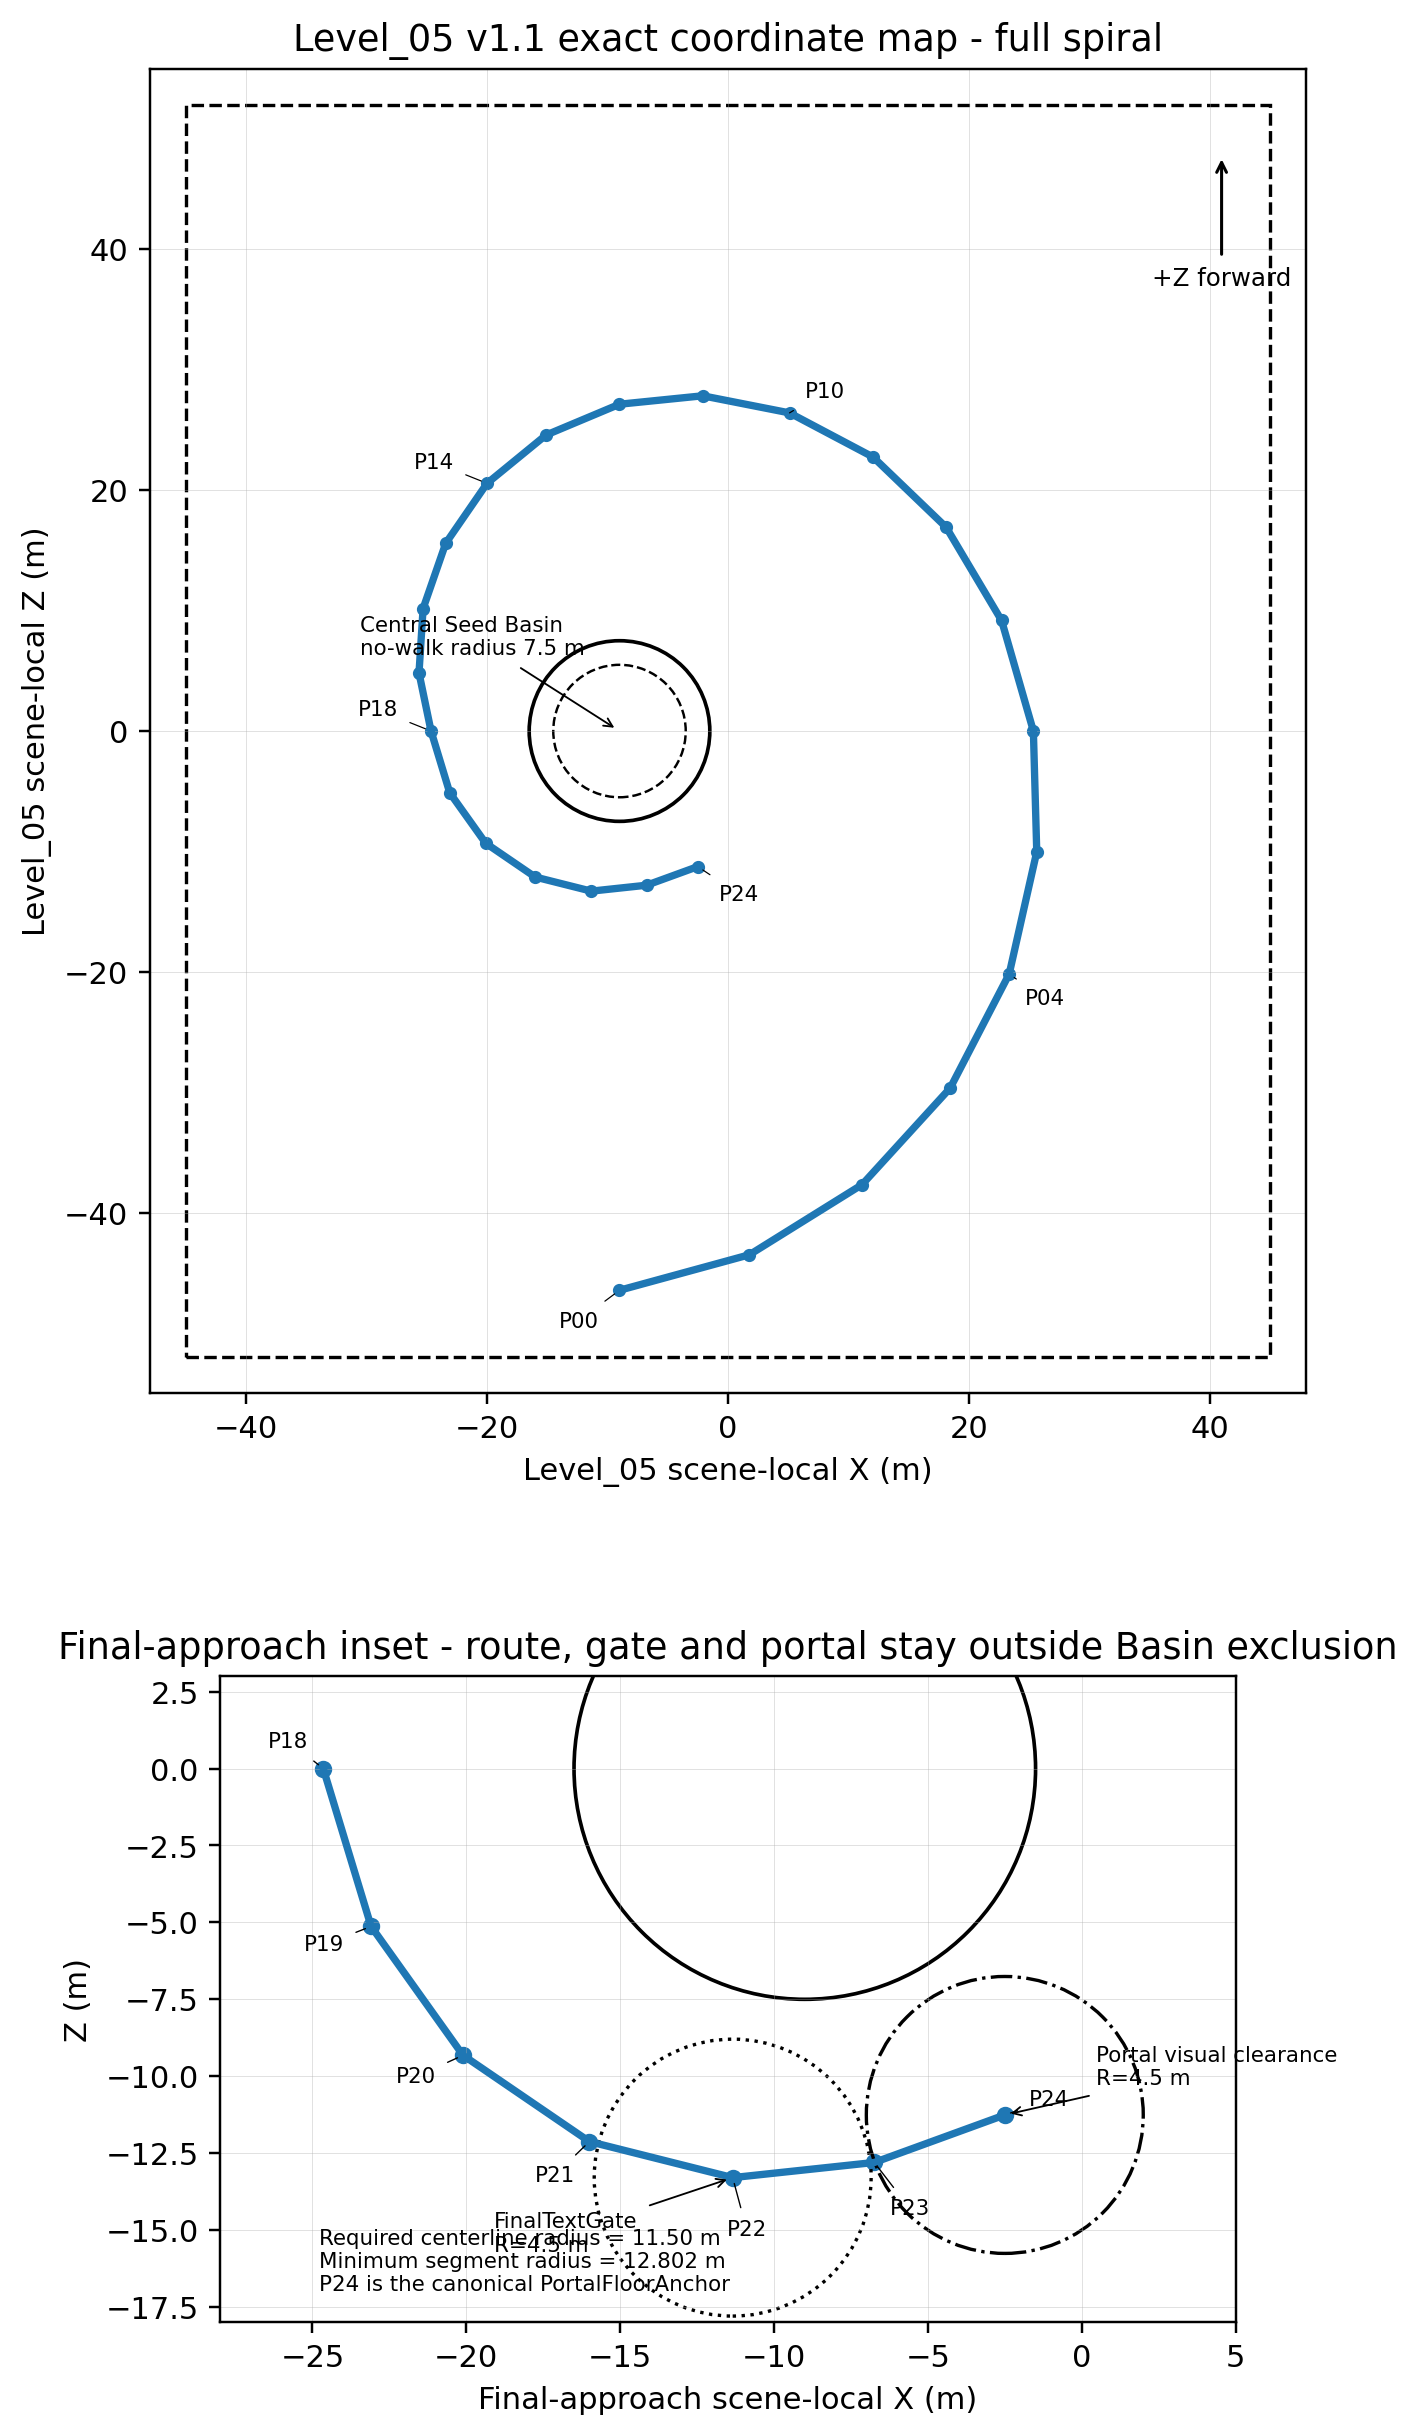 Level_05 v1.1 exact coordinate map - full spiral
+Z forward
P10
P14
Central Seed Basin
no-walk radius 7.5 m
P18
P24
P04
P00
40
20
0
−20
−40
Level_05 scene-local Z (m)
−40
−20
0
20
40
Level_05 scene-local X (m)
Final-approach inset - route, gate and portal stay outside Basin exclusion
2.5
0.0
−2.5
−5.0
−7.5
−10.0
−12.5
−15.0
−17.5
Z (m)
P18
P19
P20
P21
P22
P23
P24
Portal visual clearance
R=4.5 m
FinalTextGate
R=4.5 m
Required centerline radius = 11.50 m
Minimum segment radius = 12.802 m
P24 is the canonical PortalFloorAnchor
−25
−20
−15
−10
−5
0
5
Final-approach scene-local X (m)